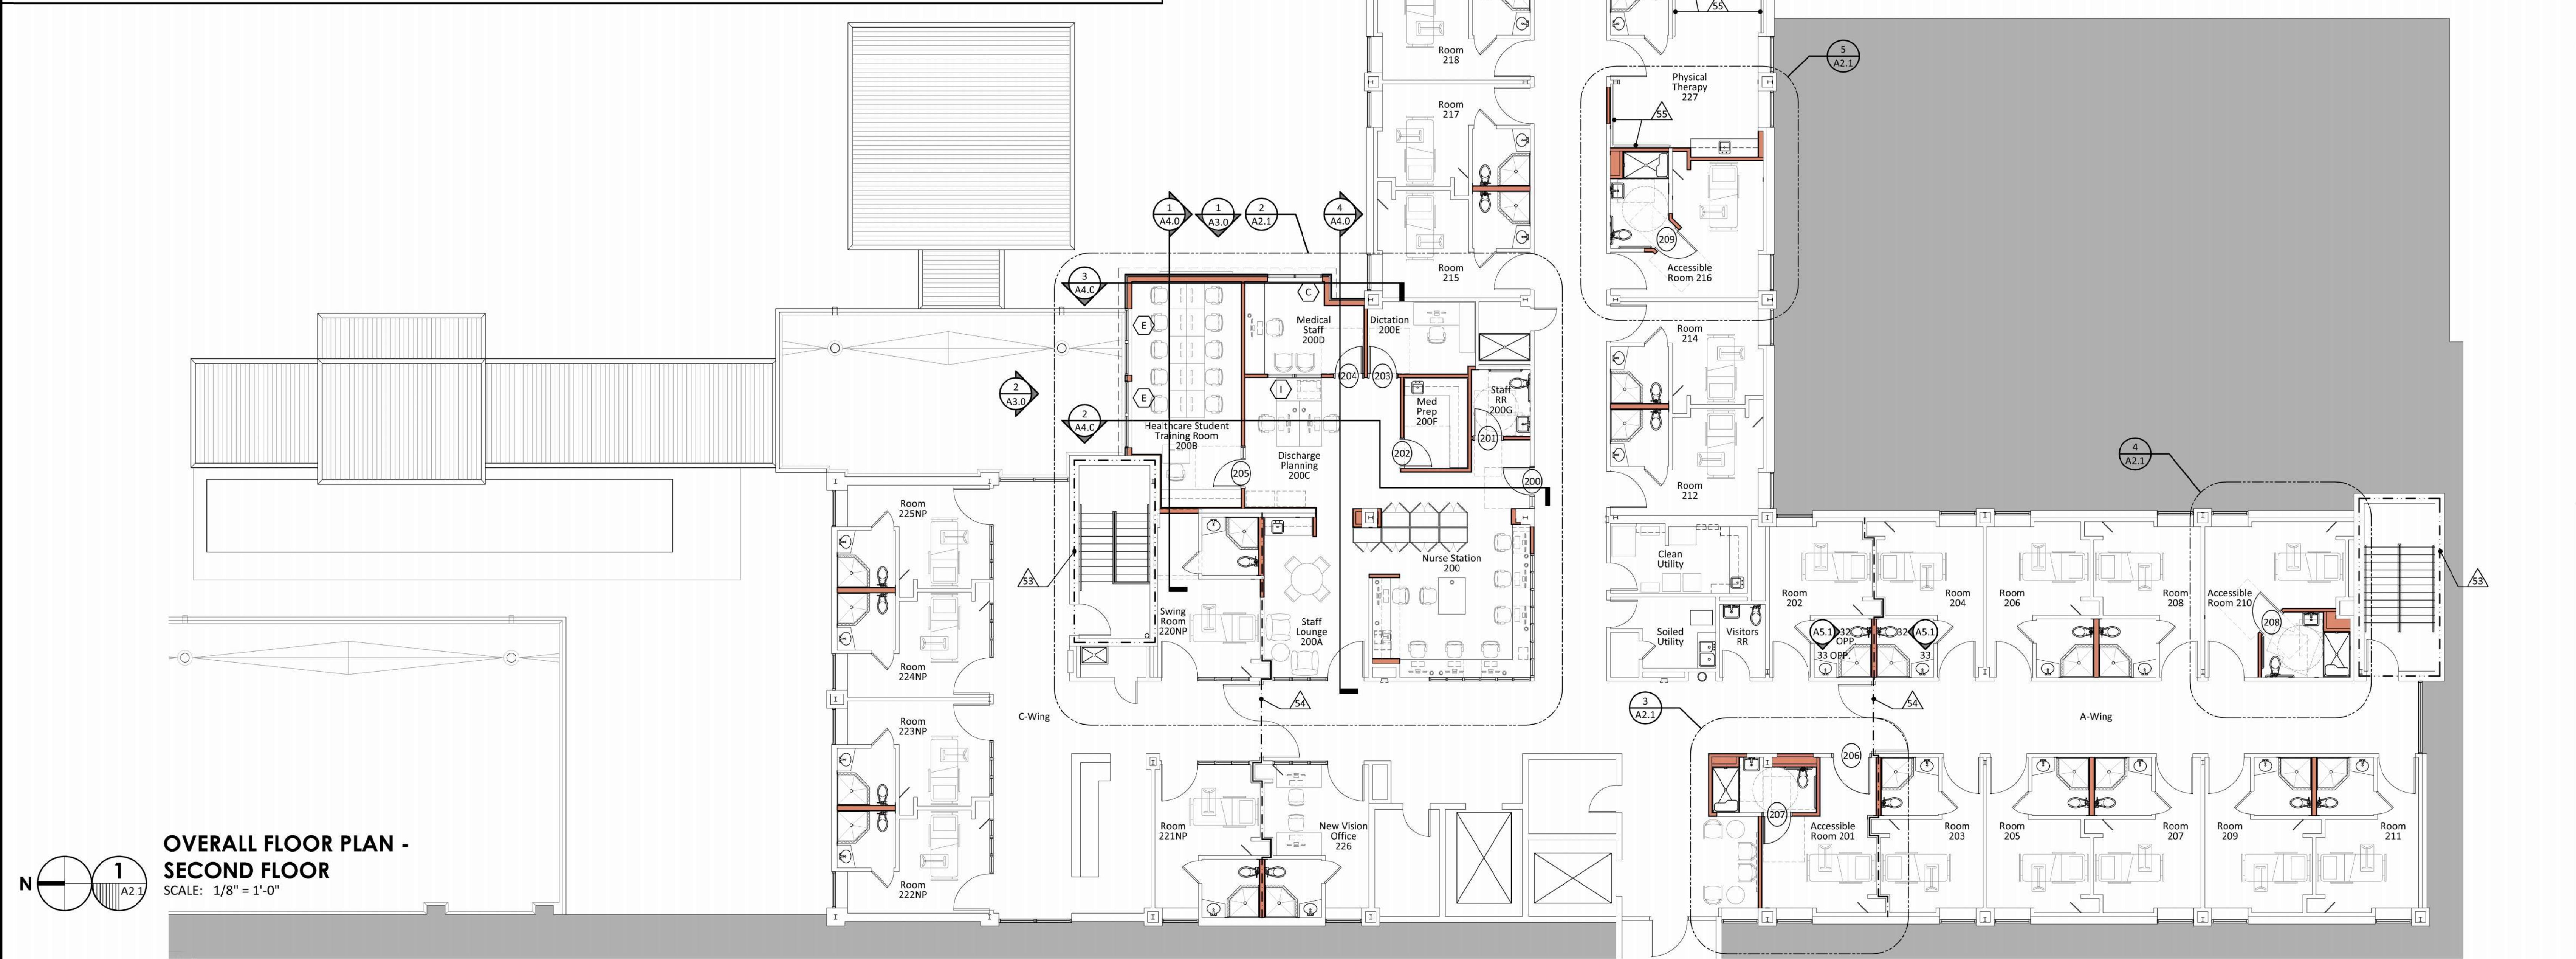 55
Room
218
5
A2.1
Physical
Therapy
227
Room
217
55
1
A4.0
1
A3.0
2
A2.1
4
A4.0
209
Accessible
Room 216
Room
215
3
A4.0
C
Medical
Staff
200D
Dictation
200E
E
Room
214
2
A3.0
204
203
I
E
Med
Prep
200F
Staff
RR
200G
2
A4.0
Healthcare Student
Training Room
200B
201
202
205
Discharge
Planning
200C
200
4
A2.1
Room
212
Room
225NP
Nurse Station
200
Clean
Utility
53
53
Room
202
Room
204
Room
206
Room
208
Accessible
Room 210
208
Swing
Room
220NP
Staff
Lounge
200A
Soiled
Utility
Visitors
RR
A5.1
32
OPP.
33 OPP.
32
A5.1
33
Room
224NP
54
54
3
A2.1
C-Wing
A-Wing
Room
223NP
206
207
Room
221NP
New Vision
Office
226
Accessible
Room 201
Room
203
Room
205
Room
207
Room
209
Room
211
Room
222NP
N
1
A2.1
OVERALL FLOOR PLAN -
SECOND FLOOR
SCALE: 1/8" = 1'-0"